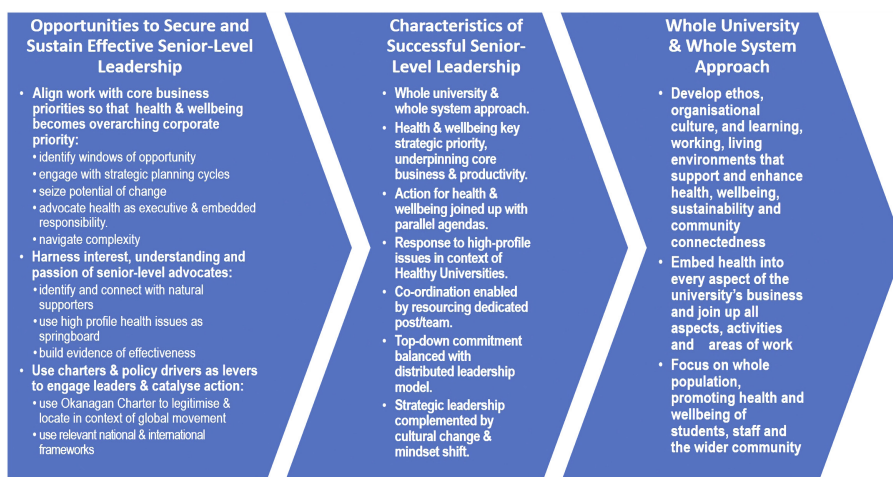 Opportunities to Secure and
Sustain Effective Senior-Level
Leadership
• Align work with core business
priorities so that health & wellbeing
becomes overarching corporate
priority:
• identify windows of opportunity
• engage with strategic planning cycles
• seize potential of change
• advocate health as executive & embedded
responsibility.
• navigate complexity
• Harness interest, understanding and
passion of senior-level advocates:
• identify and connect with natural
supporters
• use high profile health issues as
springboard
• build evidence of effectiveness
• Use charters & policy drivers as levers
to engage leaders & catalyse action:
• use Okanagan Charter to legitimise &
locate in context of global movement
• use relevant national & international
frameworks
Characteristics of
Successful Senior-
Level Leadership
• Whole university &
whole system approach.
• Health & wellbeing key
strategic priority,
underpinning core
business & productivity.
• Action for health &
wellbeing joined up with
parallel agendas.
• Response to high-profile
issues in context of
Healthy Universities.
• Co-ordination enabled
by resourcing dedicated
post/team.
• Top-down commitment
balanced with
distributed leadership
model.
• Strategic leadership
complemented by
cultural change &
mindset shift.
Whole University
& Whole System
Approach
• Develop ethos,
organisational
culture, and learning,
working, living
environments that
support and enhance
health, wellbeing,
sustainability and
community
connectedness
• Embed health into
every aspect of the
university's business
and join up all
aspects, activities
and areas of work
• Focus on whole
population,
promoting health and
wellbeing of
students, staff and
the wider community